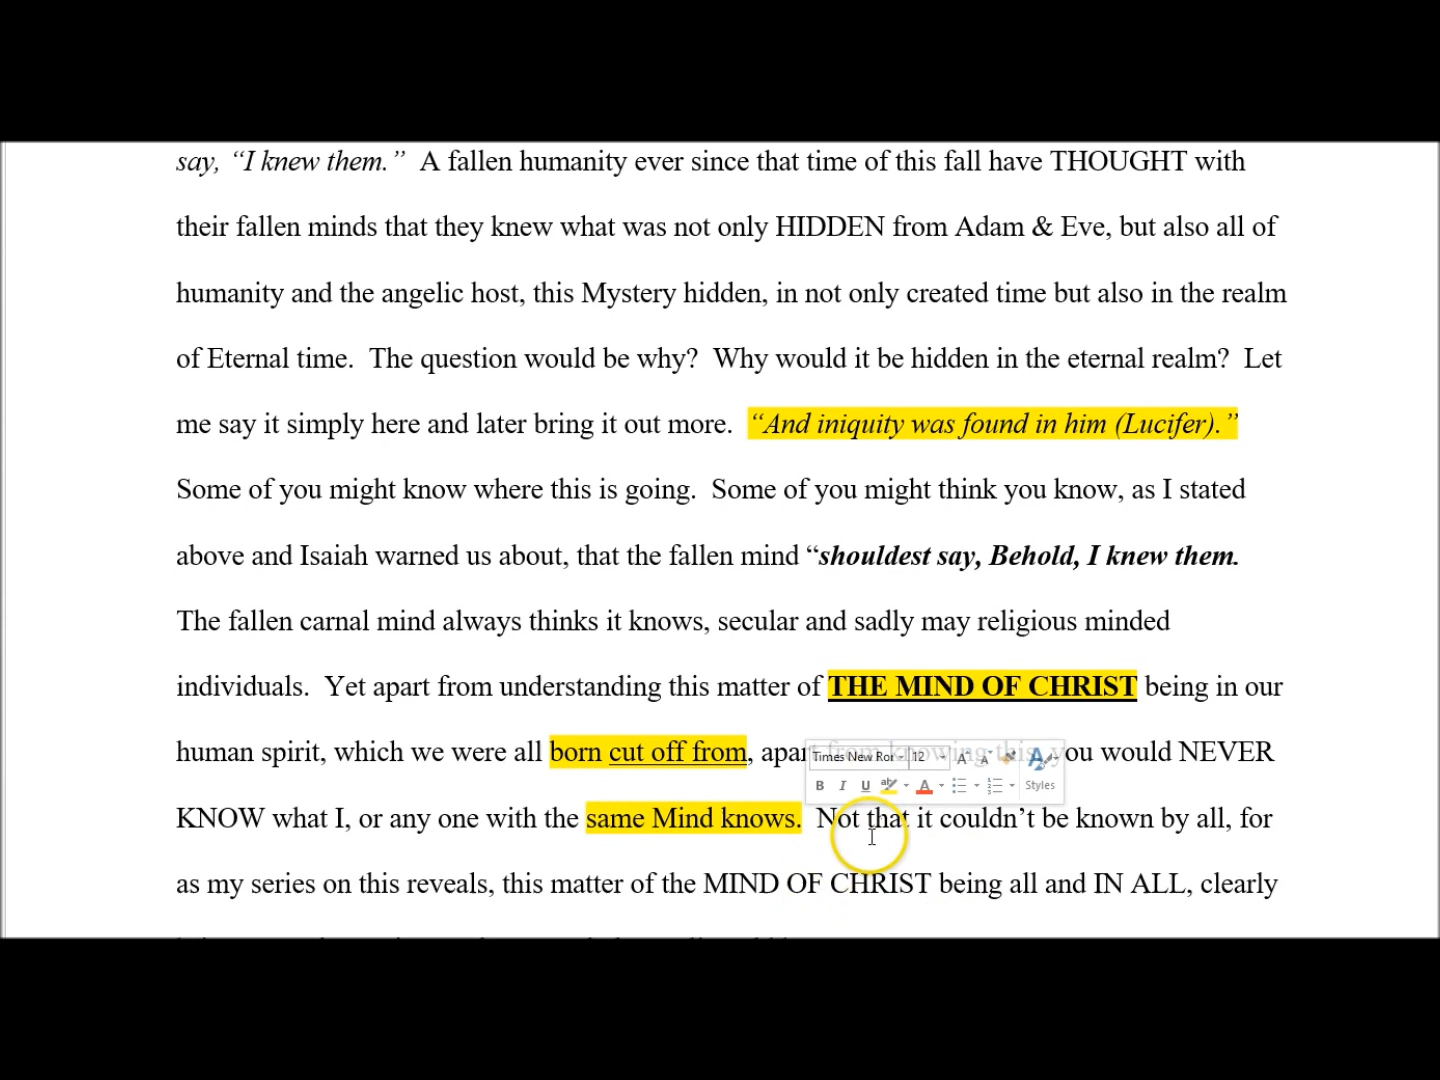 say, “I knew them.”  A fallen humanity ever since that time of this fall have THOUGHT with
their fallen minds that they knew what was not only HIDDEN from Adam & Eve, but also all of
humanity and the angelic host, this Mystery hidden, in not only created time but also in the realm
of Eternal time.  The question would be why?  Why would it be hidden in the eternal realm?  Let
me say it simply here and later bring it out more.  “And iniquity was found in him (Lucifer).”
Some of you might know where this is going.  Some of you might think you know, as I stated
above and Isaiah warned us about, that the fallen mind “shouldest say, Behold, I knew them.
The fallen carnal mind always thinks it knows, secular and sadly may religious minded
individuals.  Yet apart from understanding this matter of THE MIND OF CHRIST being in our
human spirit, which we were all born cut off from, apart from knowing this, you would NEVER
Times New Ror 12
B I U A Styles
KNOW what I, or any one with the same Mind knows.  Not that it couldn’t be known by all, for
as my series on this reveals, this matter of the MIND OF CHRIST being all and IN ALL, clearly